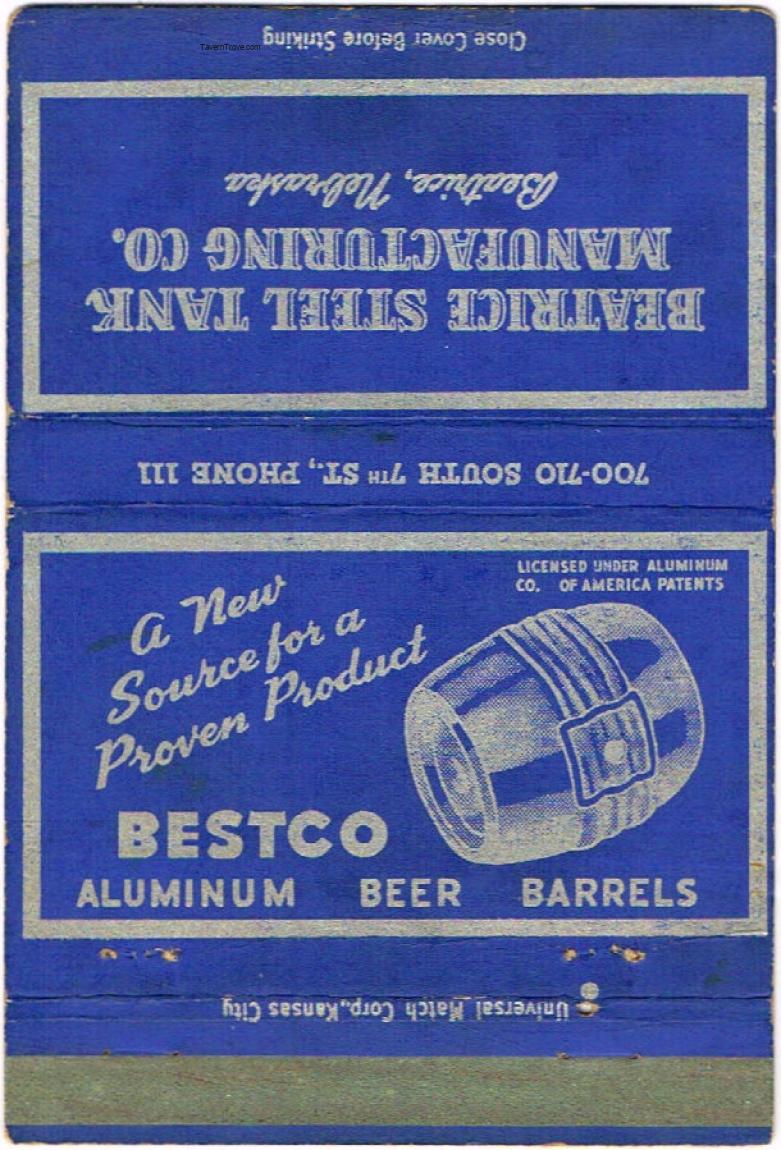 Close Cover Before Striking
TavernTrove.com
BEATRICE STEEL TANK
MANUFACTURING CO.
Beatrice, Nebraska
700-710 SOUTH 7TH ST., PHONE 111
LICENSED UNDER ALUMINUM
CO. OF AMERICA PATENTS
A New
Source for a
Proven Product
BESTCO
ALUMINUM BEER BARRELS
Universal Match Corp., Kansas City